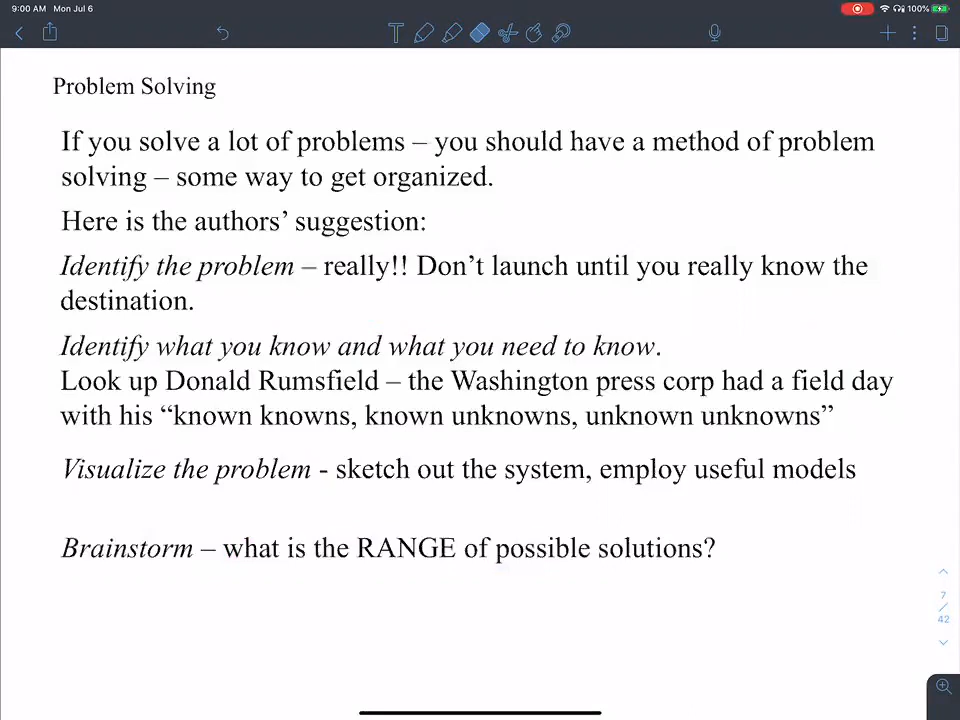 9:00 AM Mon Jul 6
100%
Problem Solving
If you solve a lot of problems – you should have a method of problem
solving – some way to get organized.
Here is the authors’ suggestion:
Identify the problem – really!! Don’t launch until you really know the
destination.
Identify what you know and what you need to know.
Look up Donald Rumsfield – the Washington press corp had a field day
with his “known knowns, known unknowns, unknown unknowns”
Visualize the problem - sketch out the system, employ useful models
Brainstorm – what is the RANGE of possible solutions?
7
/
42